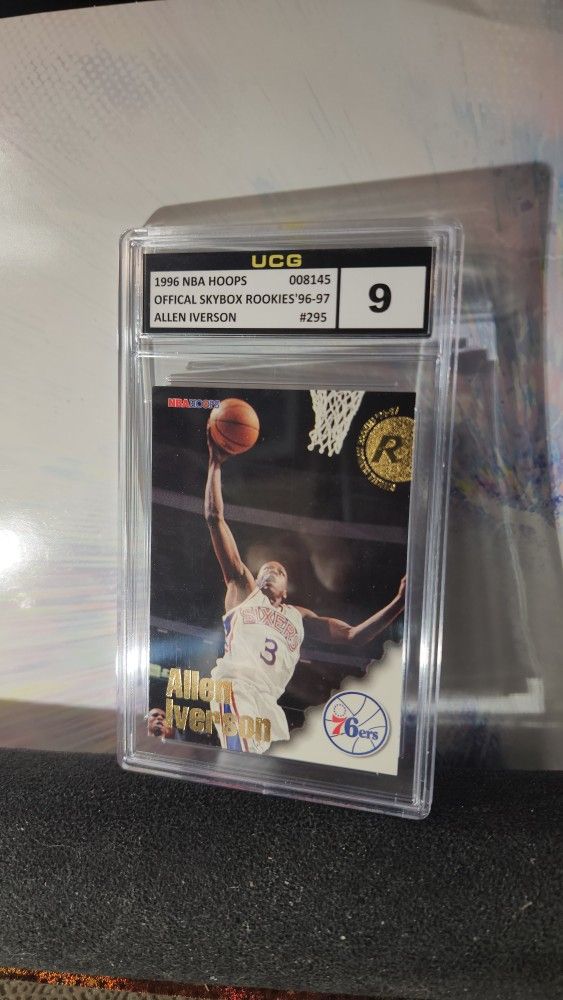 UCG
1996 NBA HOOPS 008145
OFFICAL SKYBOX ROOKIES'96-97
ALLEN IVERSON #295
9
NBA HOOPS
R
SIXERS
3
Allen
Iverson
76ers